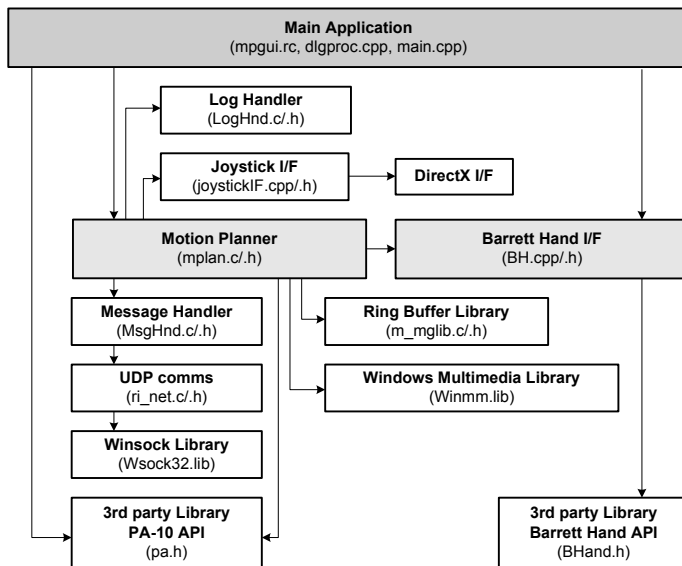 Main Application
(mpgui.rc, dlgproc.cpp, main.cpp)
Log Handler
(LogHnd.c/.h)
Joystick I/F
(joystickIF.cpp/.h)
DirectX I/F
Motion Planner
(mplan.c/.h)
Barrett Hand I/F
(BH.cpp/.h)
Message Handler
(MsgHnd.c/.h)
Ring Buffer Library
(m_mglib.c/.h)
UDP comms
(ri_net.c/.h)
Windows Multimedia Library
(Winmm.lib)
Winsock Library
(Wsock32.lib)
3rd party Library
PA-10 API
(pa.h)
3rd party Library
Barrett Hand API
(BHand.h)